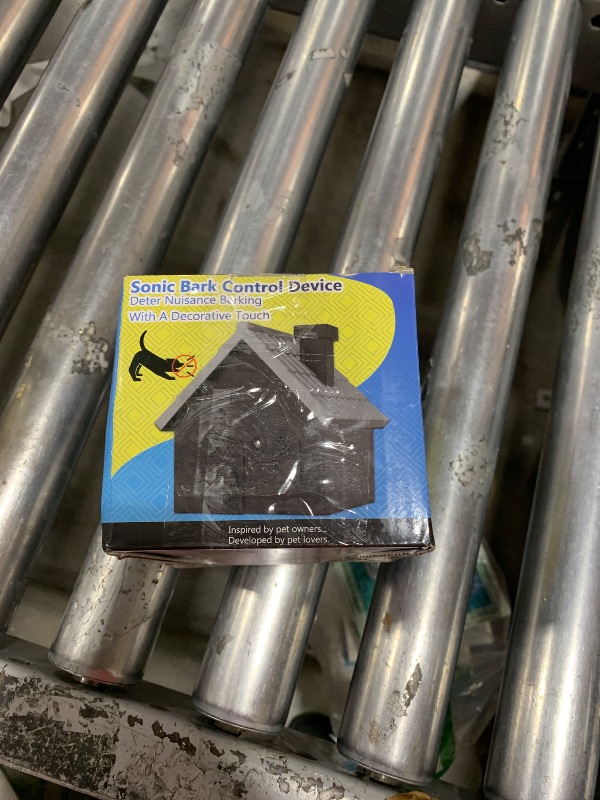 Sonic Bark Control Device
Deter Nuisance Barking
With A Decorative Touch
Inspired by pet owners...
Developed by pet lovers.